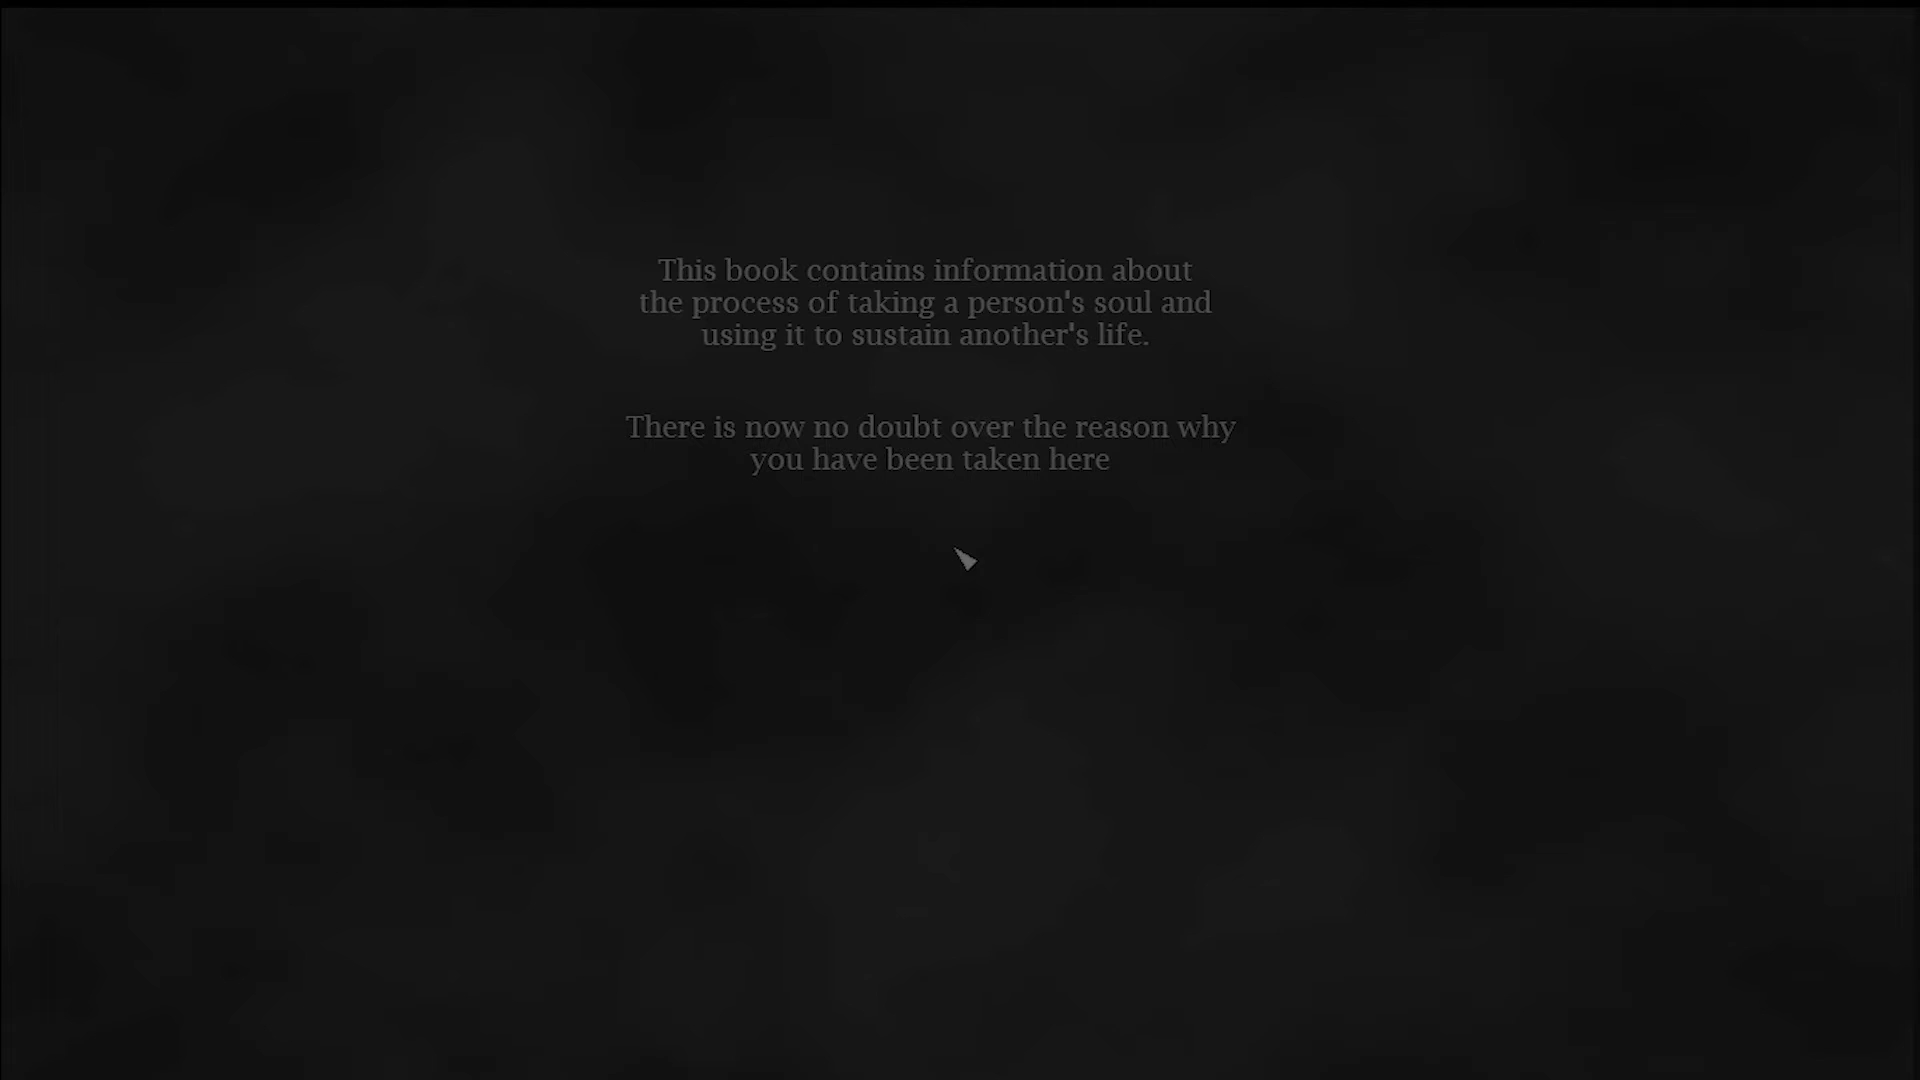 This book contains information about
the process of taking a person's soul and
using it to sustain another's life.
There is now no doubt over the reason why
you have been taken here